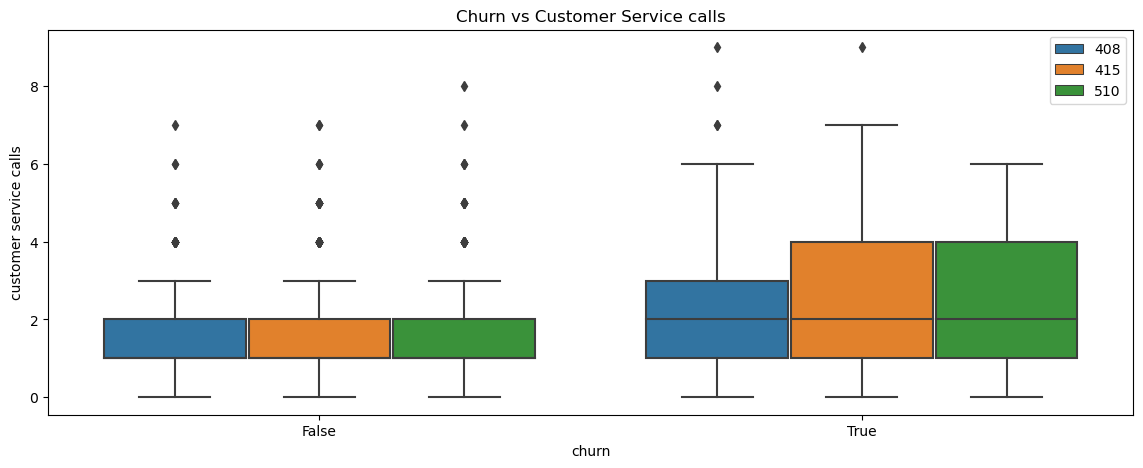 Churn vs Customer Service calls
408
415
510
8
6
4
2
0
customer service calls
False
True
churn